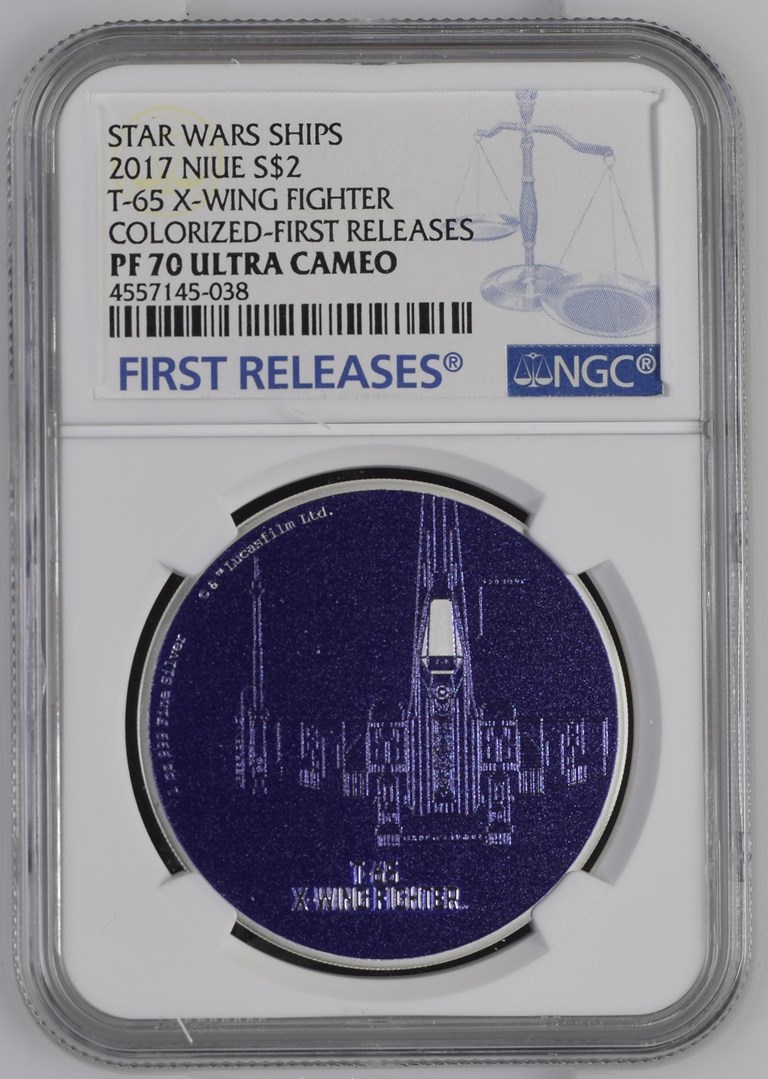 STAR WARS SHIPS
2017 NIUE S$2
T-65 X-WING FIGHTER
COLORIZED-FIRST RELEASES
PF 70 ULTRA CAMEO
4557145-038
FIRST RELEASES®
NGC®
© & ™ Lucasfilm Ltd.
1 oz 999 Fine Silver
T-65
X-WING FIGHTER